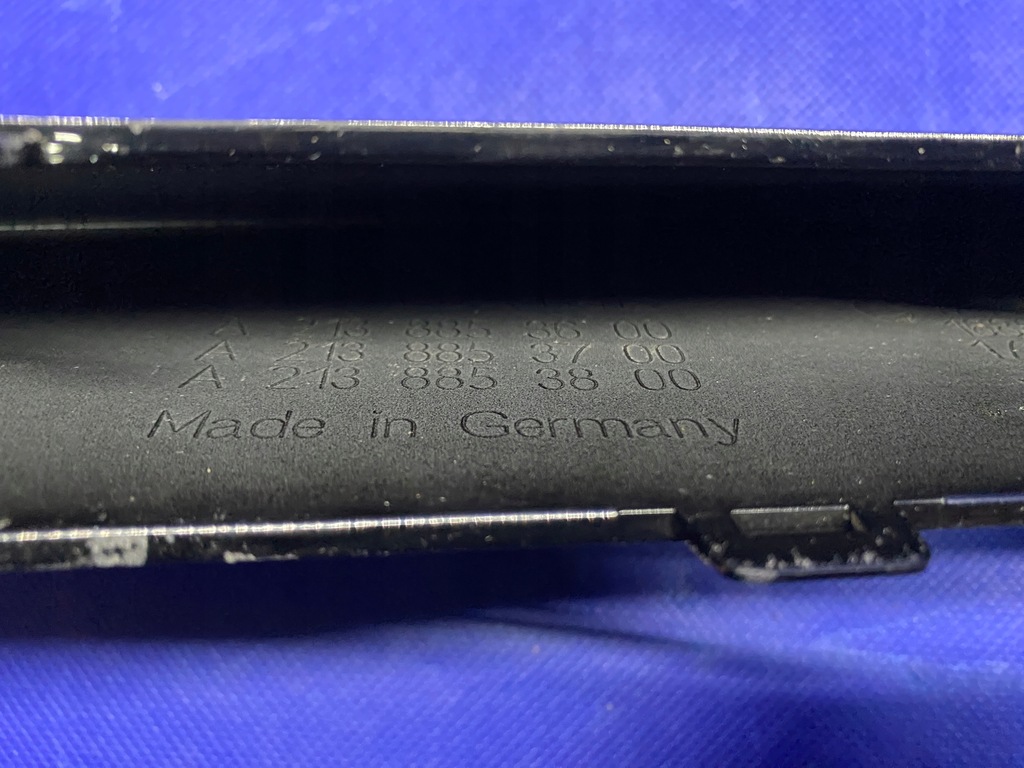 A 213 885 36 00
A 213 885 37 00
A 213 885 38 00
Made in Germany